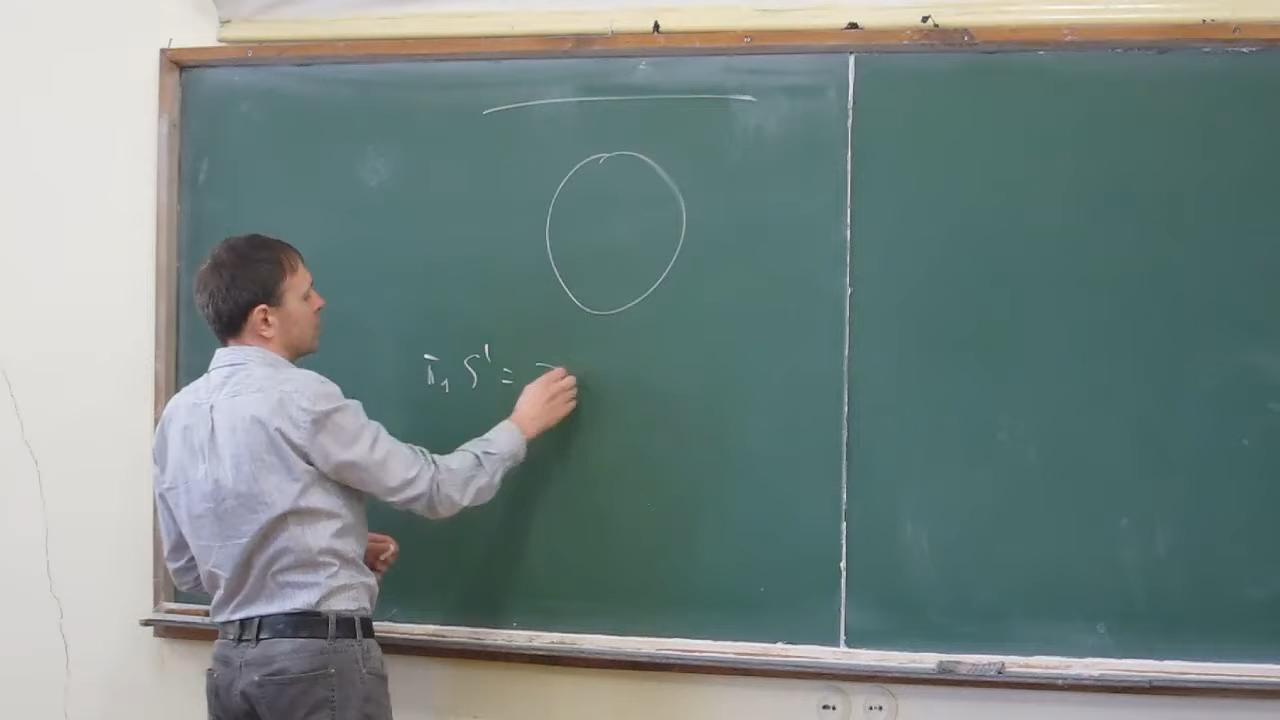 π₁ S¹ =